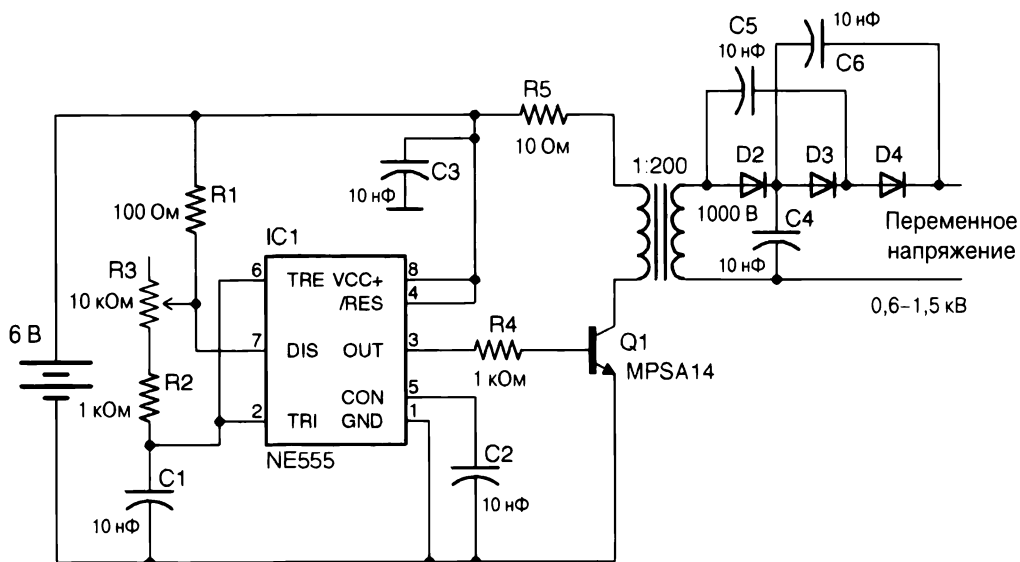 C5
10 нФ
10 нФ
C6
R5
10 Ом
C3
10 нФ
1:200
D2
D3
D4
1000 В
C4
10 нФ
Переменное
напряжение
0,6–1,5 кВ
R1
100 Ом
R3
10 кОм
IC1
6
TRE
VCC+
8
/RES
4
7
DIS
OUT
3
R4
1 кОм
Q1
MPSA14
6 В
R2
1 кОм
CON
5
2
TRI
GND
1
NE555
C1
10 нФ
C2
10 нФ